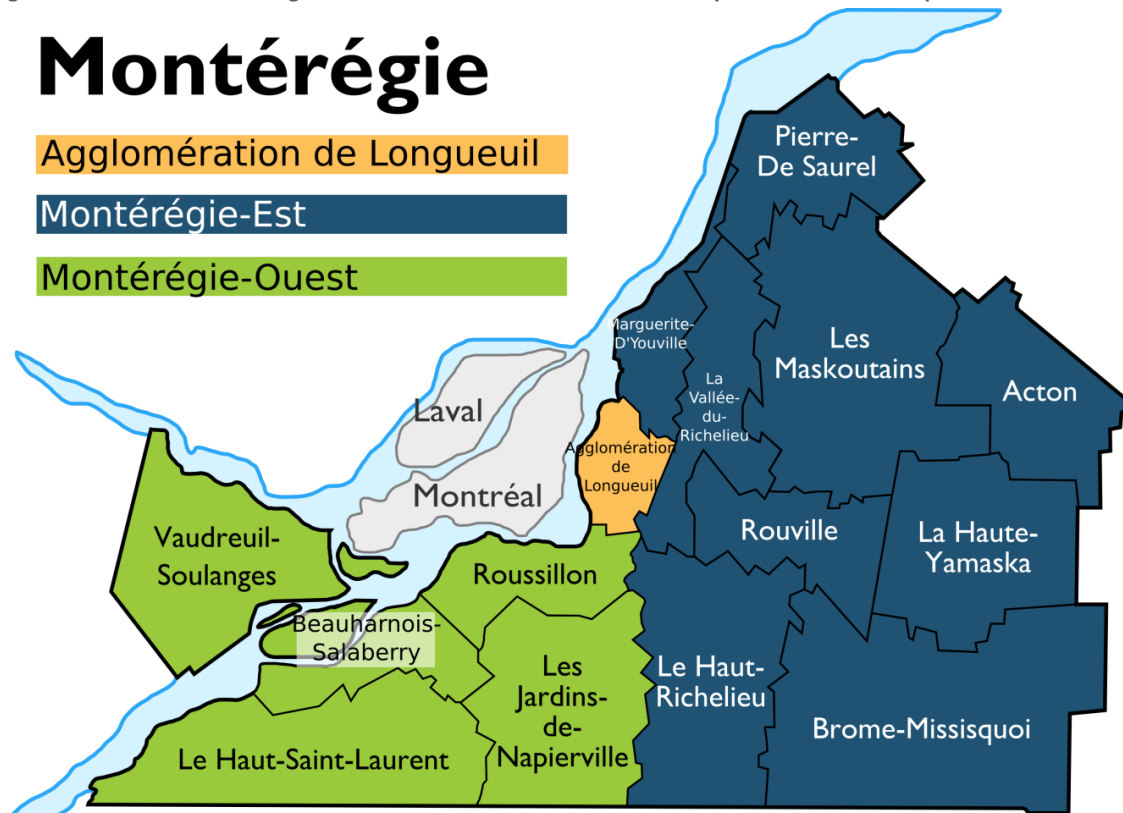 Montérégie
Agglomération de Longueuil
Montérégie-Est
Montérégie-Ouest
Pierre-
De Saurel
Marguerite-
D'Youville
Les
Maskoutains
La
Vallée-
du-
Richelieu
Acton
Laval
Agglomération
de
Longueuil
Montréal
Rouville
La Haute-
Yamaska
Vaudreuil-
Soulanges
Roussillon
Beauharnois-
Salaberry
Les
Jardins-
de-
Napierville
Le Haut-
Richelieu
Brome-Missisquoi
Le Haut-Saint-Laurent